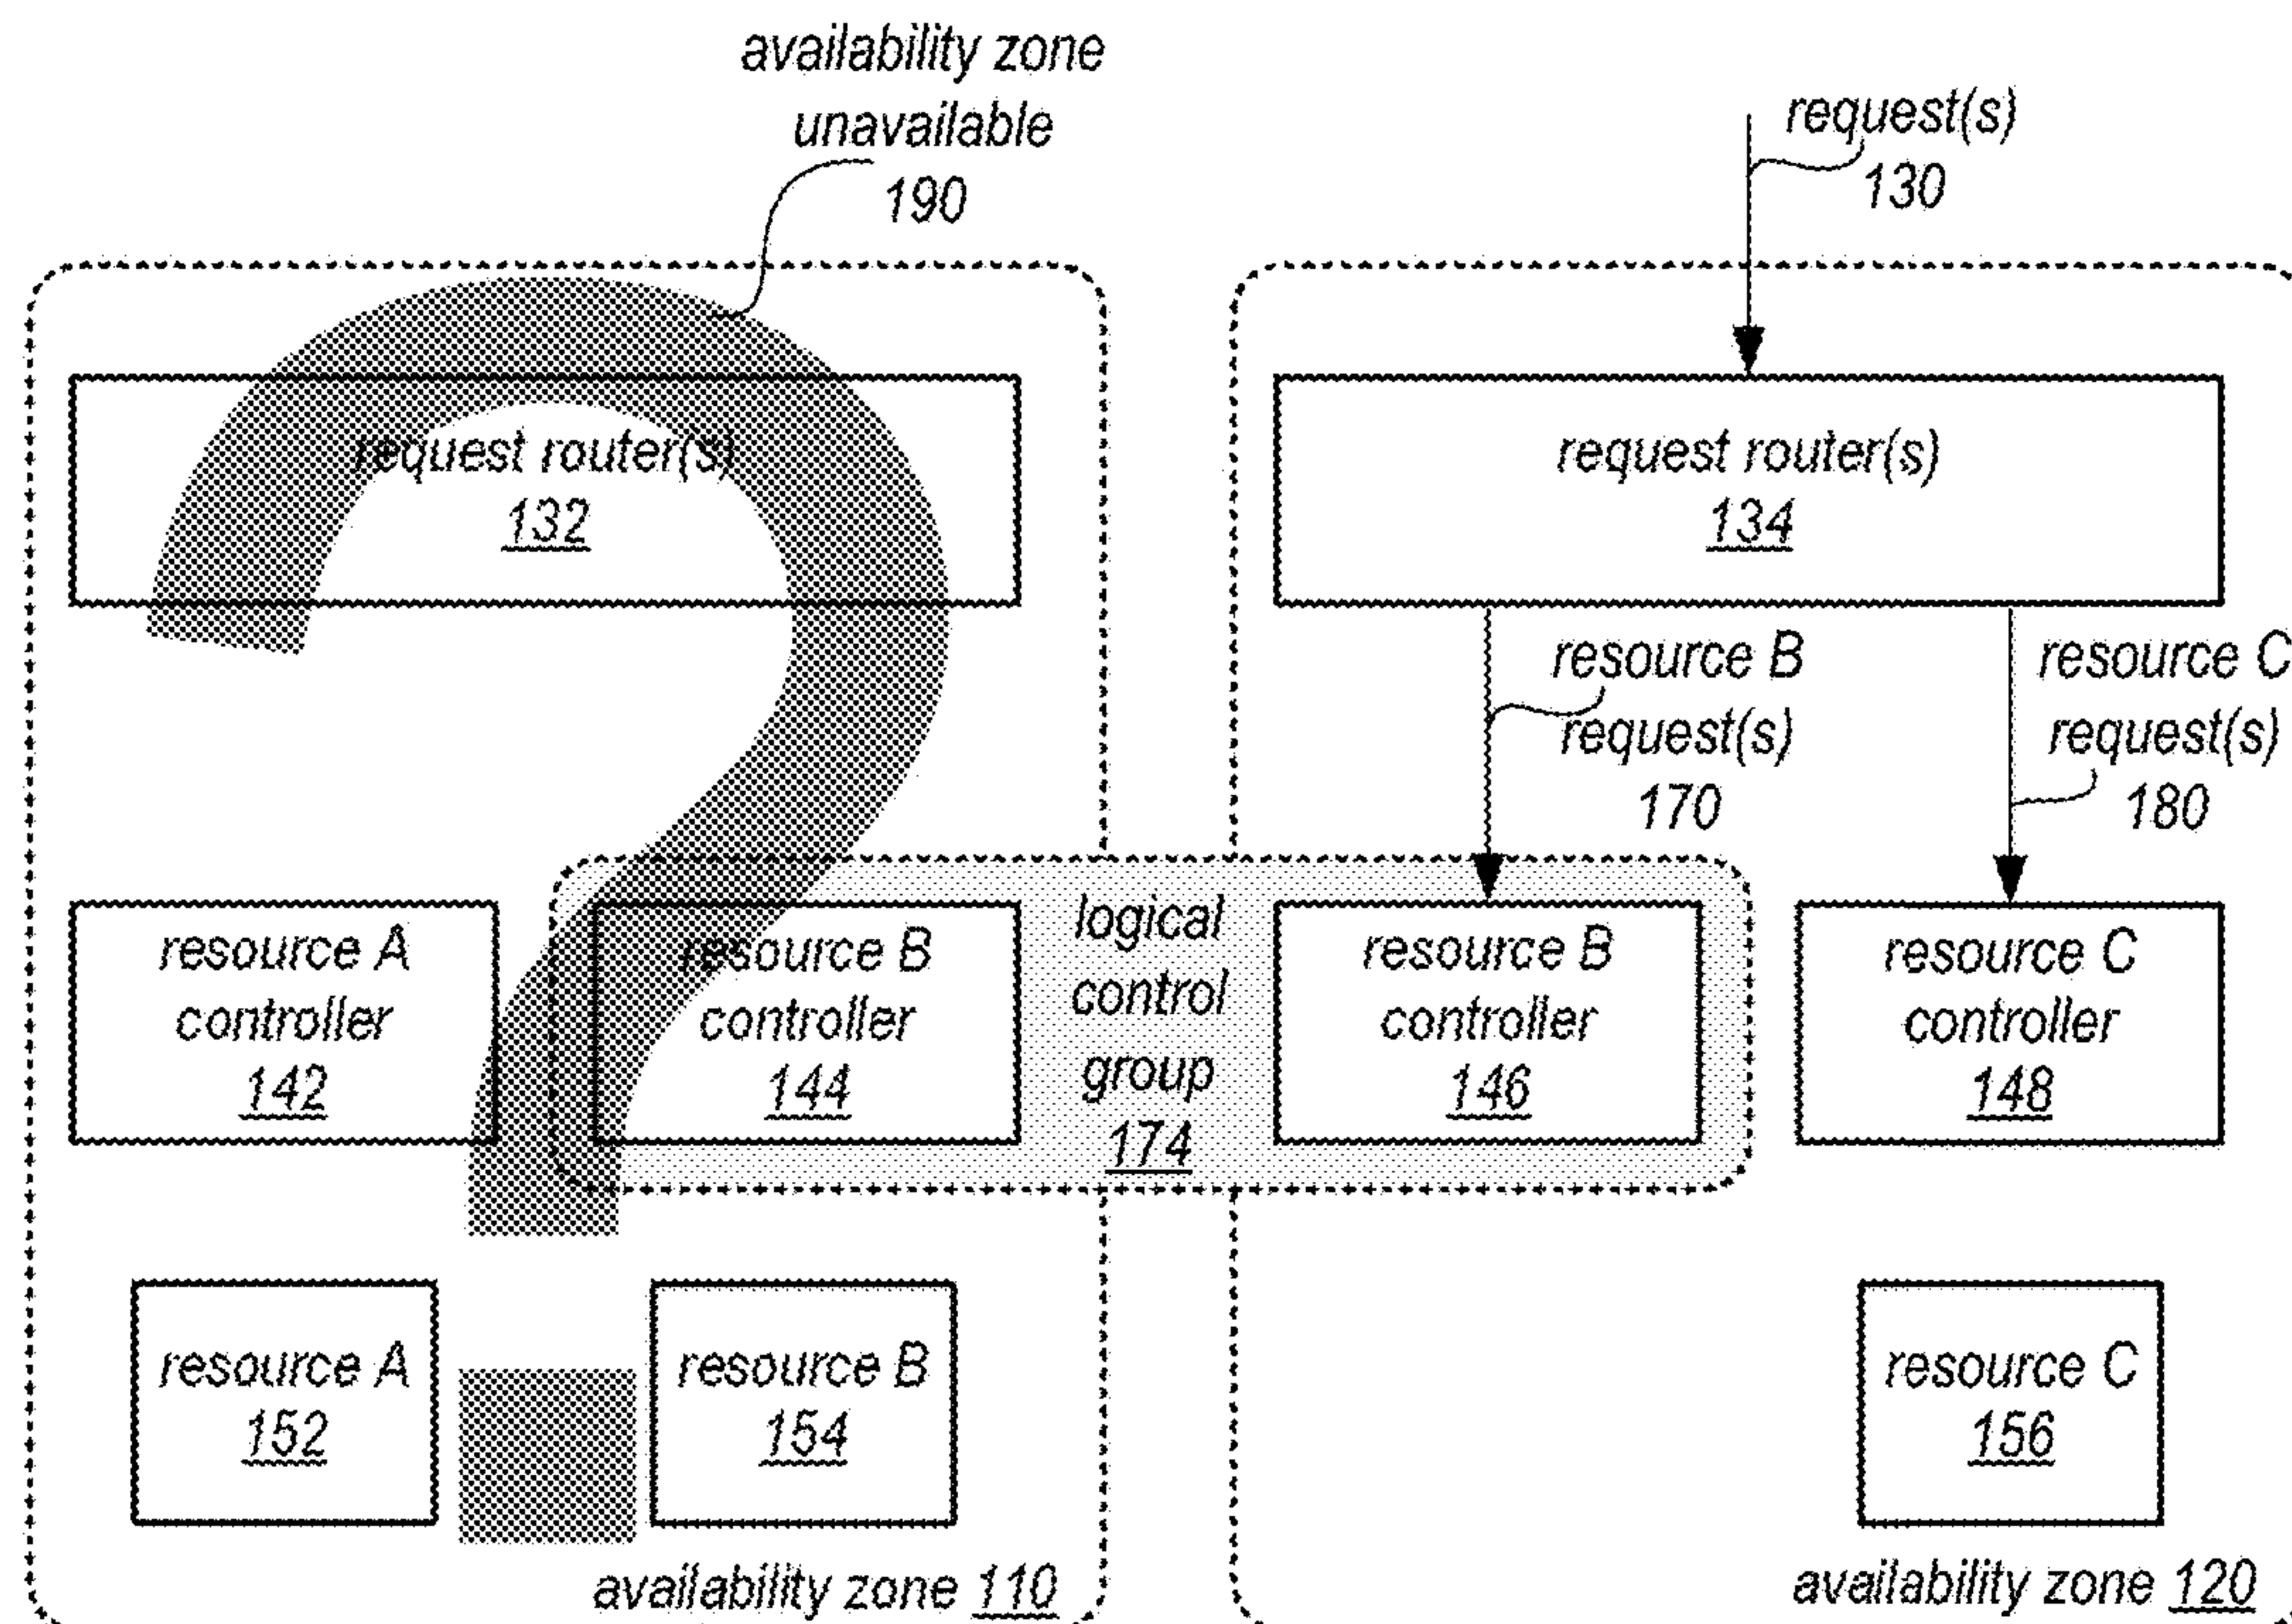 availability zone
unavailable
190
request(s)
130
request router(s)
132
request router(s)
134
resource B
request(s)
170
resource C
request(s)
180
resource A
controller
142
resource B
controller
144
logical
control
group
174
resource B
controller
146
resource C
controller
148
resource A
152
resource B
154
resource C
156
availability zone 110
availability zone 120